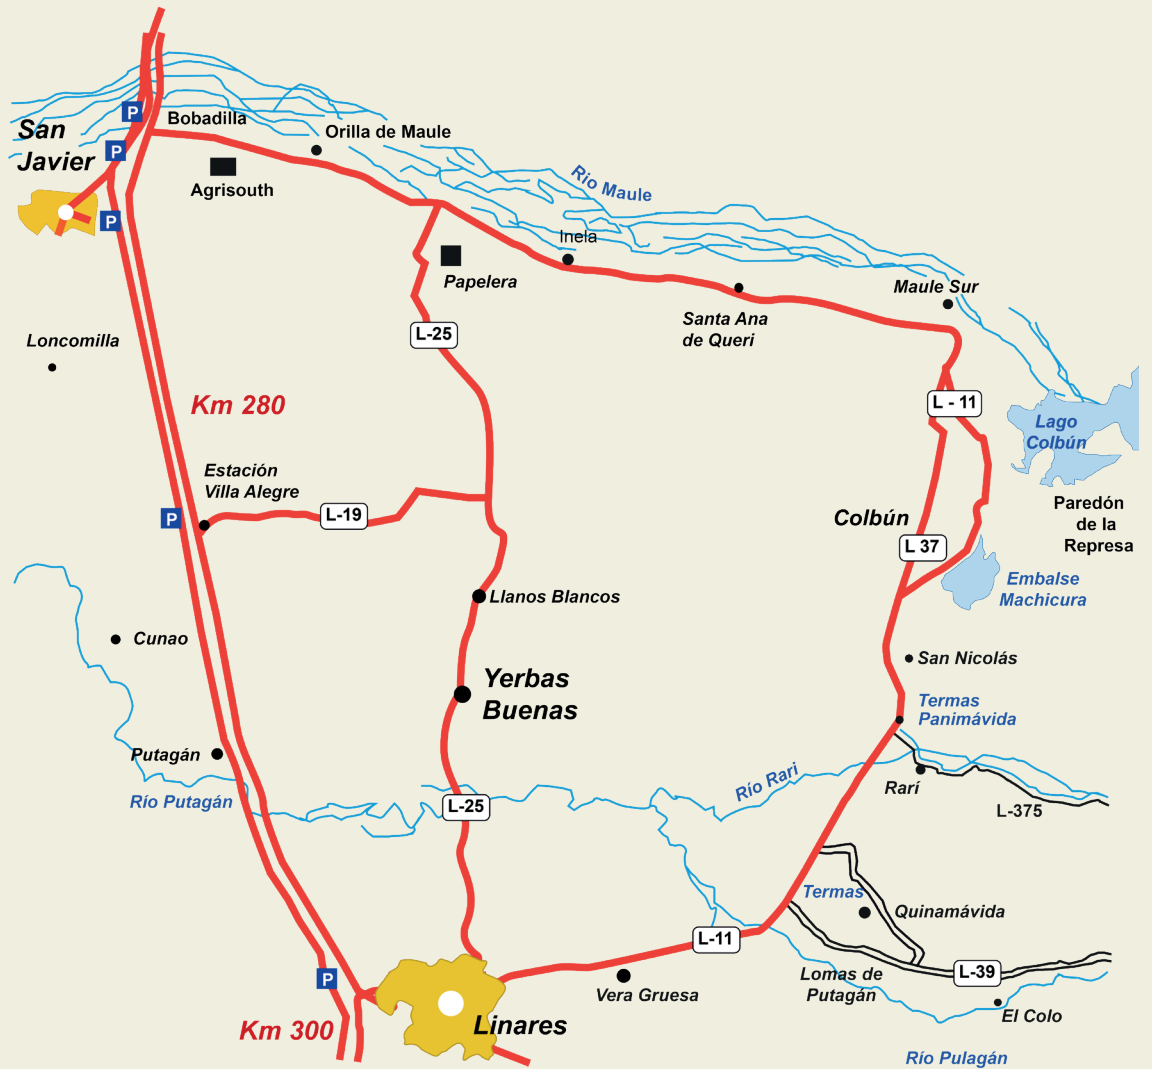 P
Bobadilla
San
Javier
P
Orilla de Maule
Agrisouth
P
Río Maule
Inela
Papelera
Maule Sur
Santa Ana
de Queri
L-25
Loncomilla
Km 280
L - 11
Lago
Colbún
Estación
Villa Alegre
P
L-19
Colbún
Paredón
de la
Represa
L 37
Embalse
Machicura
Llanos Blancos
Cunao
San Nicolás
Yerbas
Buenas
Termas
Panimávida
Putagán
Río Putagán
L-25
Río Rari
Rarí
L-375
Termas
Quinamávida
L-11
Lomas de
Putagán
L-39
P
Vera Gruesa
El Colo
Km 300
Linares
Río Pulagán